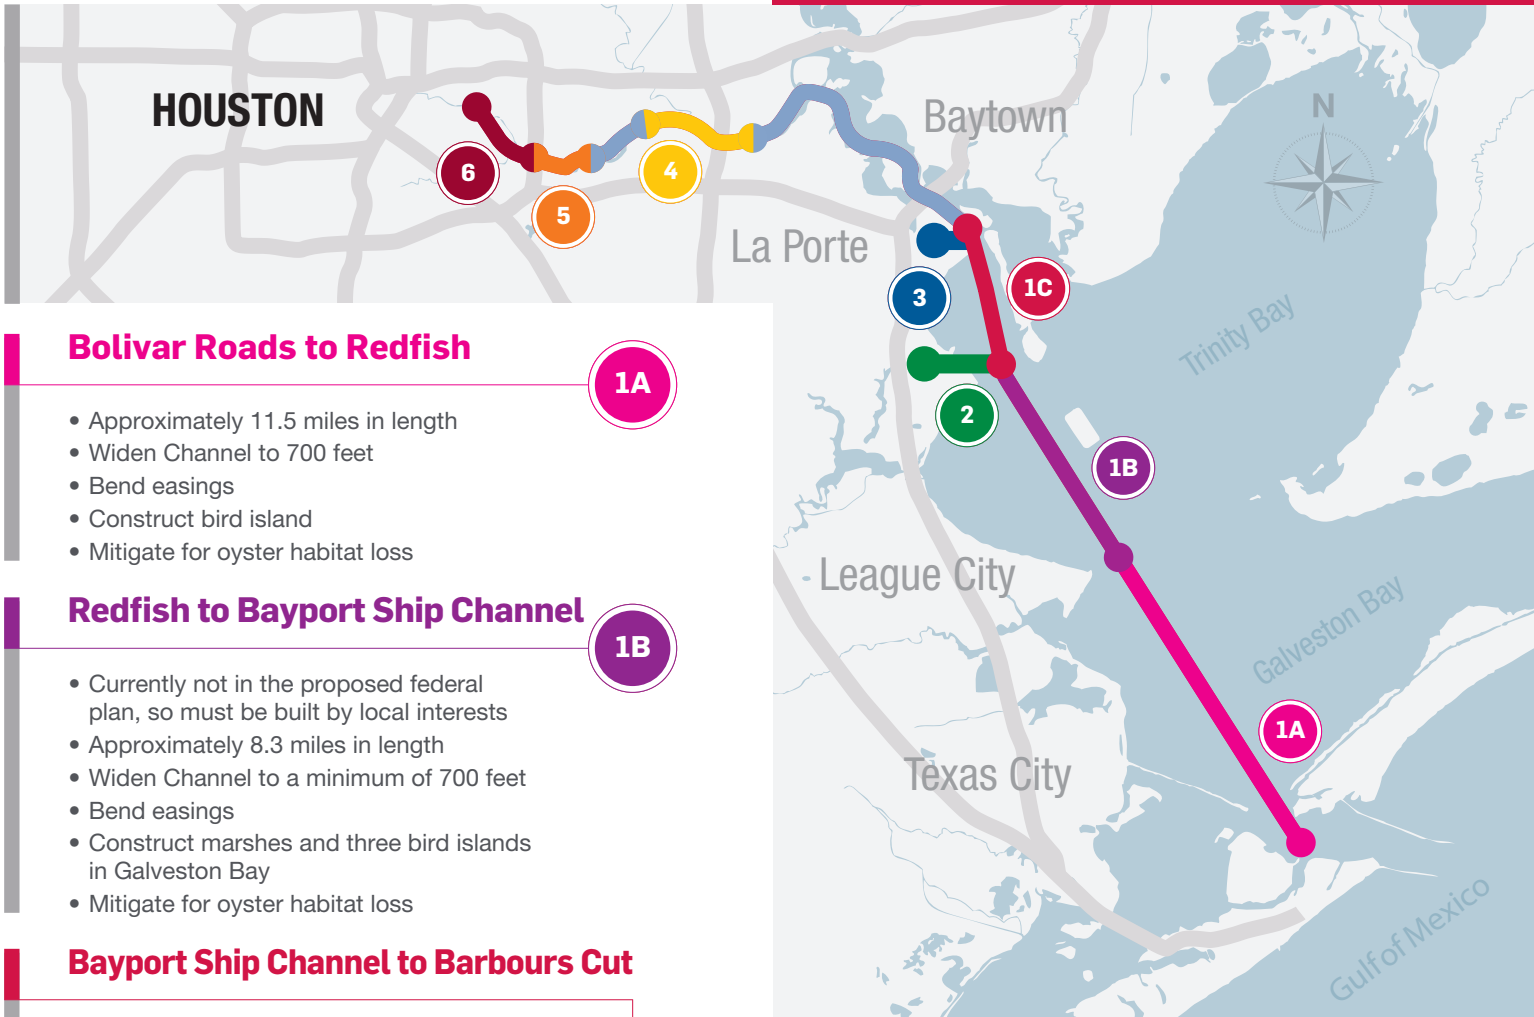 HOUSTON
Baytown
N
6
5
4
La Porte
3
1C
2
Trinity Bay
1B
League City
Galveston Bay
1A
Texas City
Gulf of Mexico
Bolivar Roads to Redfish
1A
• Approximately 11.5 miles in length
• Widen Channel to 700 feet
• Bend easings
• Construct bird island
• Mitigate for oyster habitat loss
Redfish to Bayport Ship Channel
1B
• Currently not in the proposed federal
plan, so must be built by local interests
• Approximately 8.3 miles in length
• Widen Channel to a minimum of 700 feet
• Bend easings
• Construct marshes and three bird islands
in Galveston Bay
• Mitigate for oyster habitat loss
Bayport Ship Channel to Barbours Cut